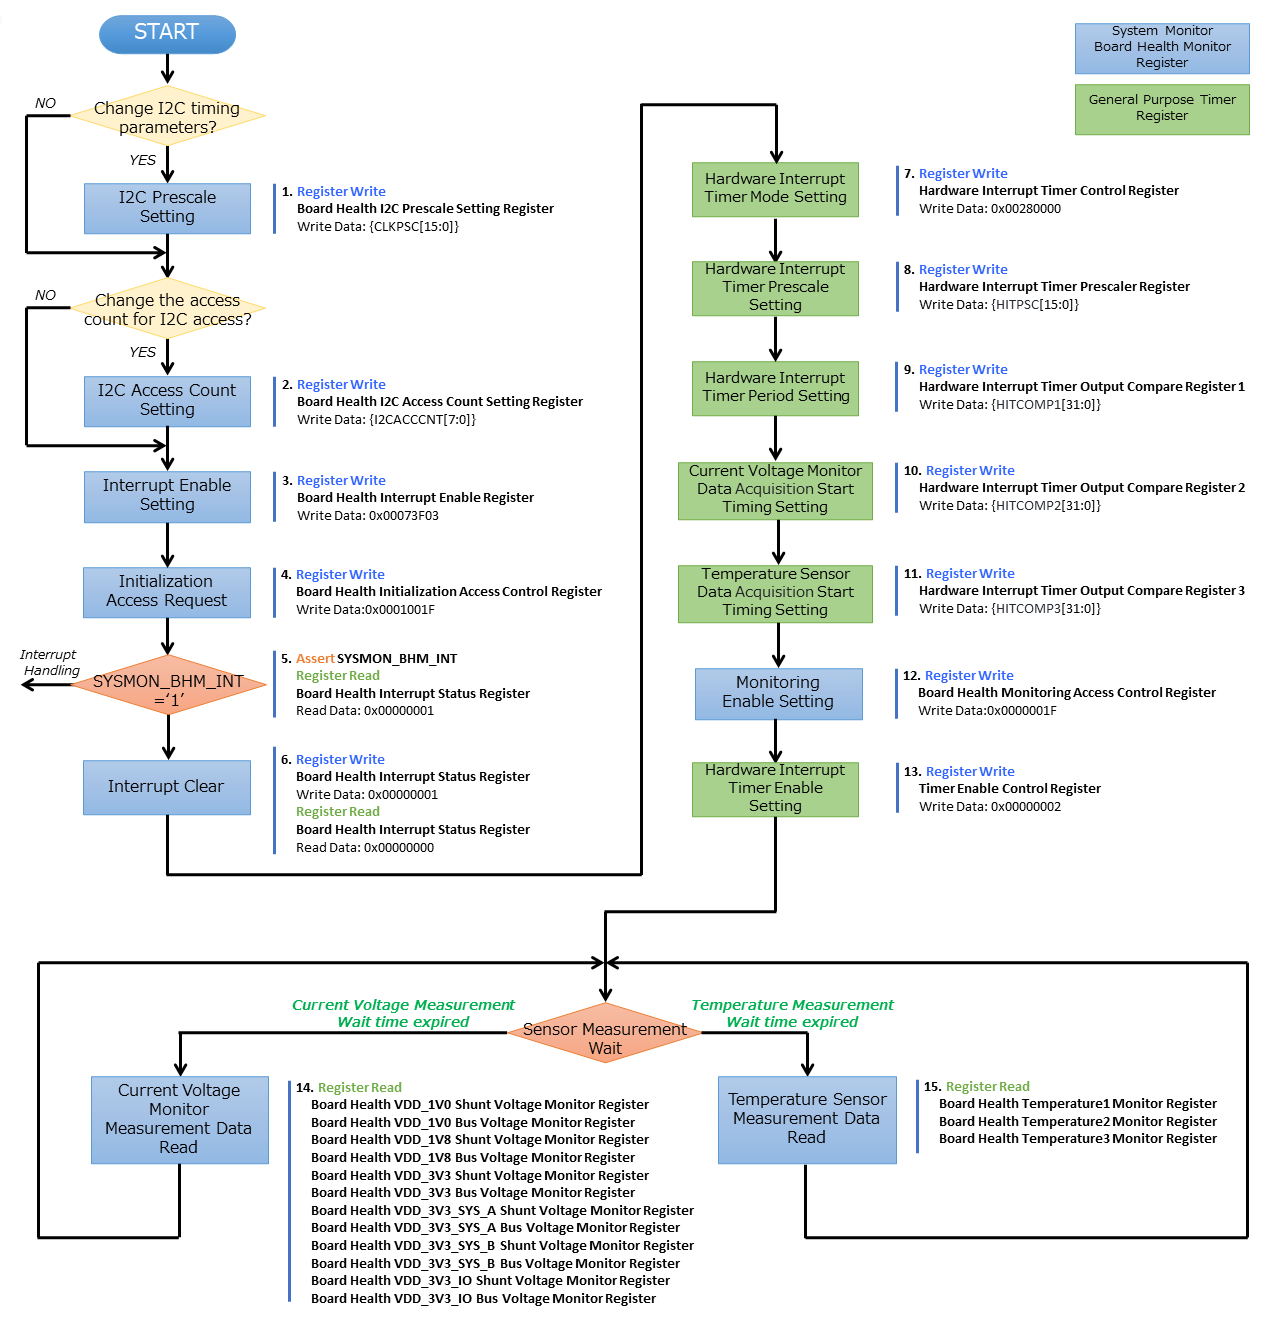 START
System Monitor
Board Health Monitor
Register
General Purpose Timer
Register
NO
Change I2C timing
parameters?
YES
I2C Prescale
Setting
1. Register Write
Board Health I2C Prescale Setting Register
Write Data: {CLKPSC[15:0]}
NO
Change the access
count for I2C access?
YES
I2C Access Count
Setting
2. Register Write
Board Health I2C Access Count Setting Register
Write Data: {I2CACCCNT[7:0]}
Interrupt Enable
Setting
3. Register Write
Board Health Interrupt Enable Register
Write Data: 0x00073F03
Initialization
Access Request
4. Register Write
Board Health Initialization Access Control Register
Write Data:0x0001001F
Interrupt
Handling
SYSMON_BHM_INT
='1'
5. Assert SYSMON_BHM_INT
Register Read
Board Health Interrupt Status Register
Read Data: 0x00000001
Interrupt Clear
6. Register Write
Board Health Interrupt Status Register
Write Data: 0x00000001
Register Read
Board Health Interrupt Status Register
Read Data: 0x00000000
Hardware Interrupt
Timer Mode Setting
7. Register Write
Hardware Interrupt Timer Control Register
Write Data: 0x00280000
Hardware Interrupt
Timer Prescale
Setting
8. Register Write
Hardware Interrupt Timer Prescaler Register
Write Data: {HITPSC[15:0]}
Hardware Interrupt
Timer Period Setting
9. Register Write
Hardware Interrupt Timer Output Compare Register 1
Write Data: {HITCOMP1[31:0]}
Current Voltage Monitor
Data Acquisition Start
Timing Setting
10. Register Write
Hardware Interrupt Timer Output Compare Register 2
Write Data: {HITCOMP2[31:0]}
Temperature Sensor
Data Acquisition Start
Timing Setting
11. Register Write
Hardware Interrupt Timer Output Compare Register 3
Write Data: {HITCOMP3[31:0]}
Monitoring
Enable Setting
12. Register Write
Board Health Monitoring Access Control Register
Write Data:0x0000001F
Hardware Interrupt
Timer Enable
Setting
13. Register Write
Timer Enable Control Register
Write Data: 0x00000002
Current Voltage Measurement
Wait time expired
Sensor Measurement
Wait
Temperature Measurement
Wait time expired
Current Voltage
Monitor
Measurement Data
Read
14. Register Read
Board Health VDD_1V0 Shunt Voltage Monitor Register
Board Health VDD_1V0 Bus Voltage Monitor Register
Board Health VDD_1V8 Shunt Voltage Monitor Register
Board Health VDD_1V8 Bus Voltage Monitor Register
Board Health VDD_3V3 Shunt Voltage Monitor Register
Board Health VDD_3V3 Bus Voltage Monitor Register
Board Health VDD_3V3_SYS_A Shunt Voltage Monitor Register
Board Health VDD_3V3_SYS_A Bus Voltage Monitor Register
Board Health VDD_3V3_SYS_B Shunt Voltage Monitor Register
Board Health VDD_3V3_SYS_B Bus Voltage Monitor Register
Board Health VDD_3V3_IO Shunt Voltage Monitor Register
Board Health VDD_3V3_IO Bus Voltage Monitor Register
Temperature Sensor
Measurement Data
Read
15. Register Read
Board Health Temperature1 Monitor Register
Board Health Temperature2 Monitor Register
Board Health Temperature3 Monitor Register